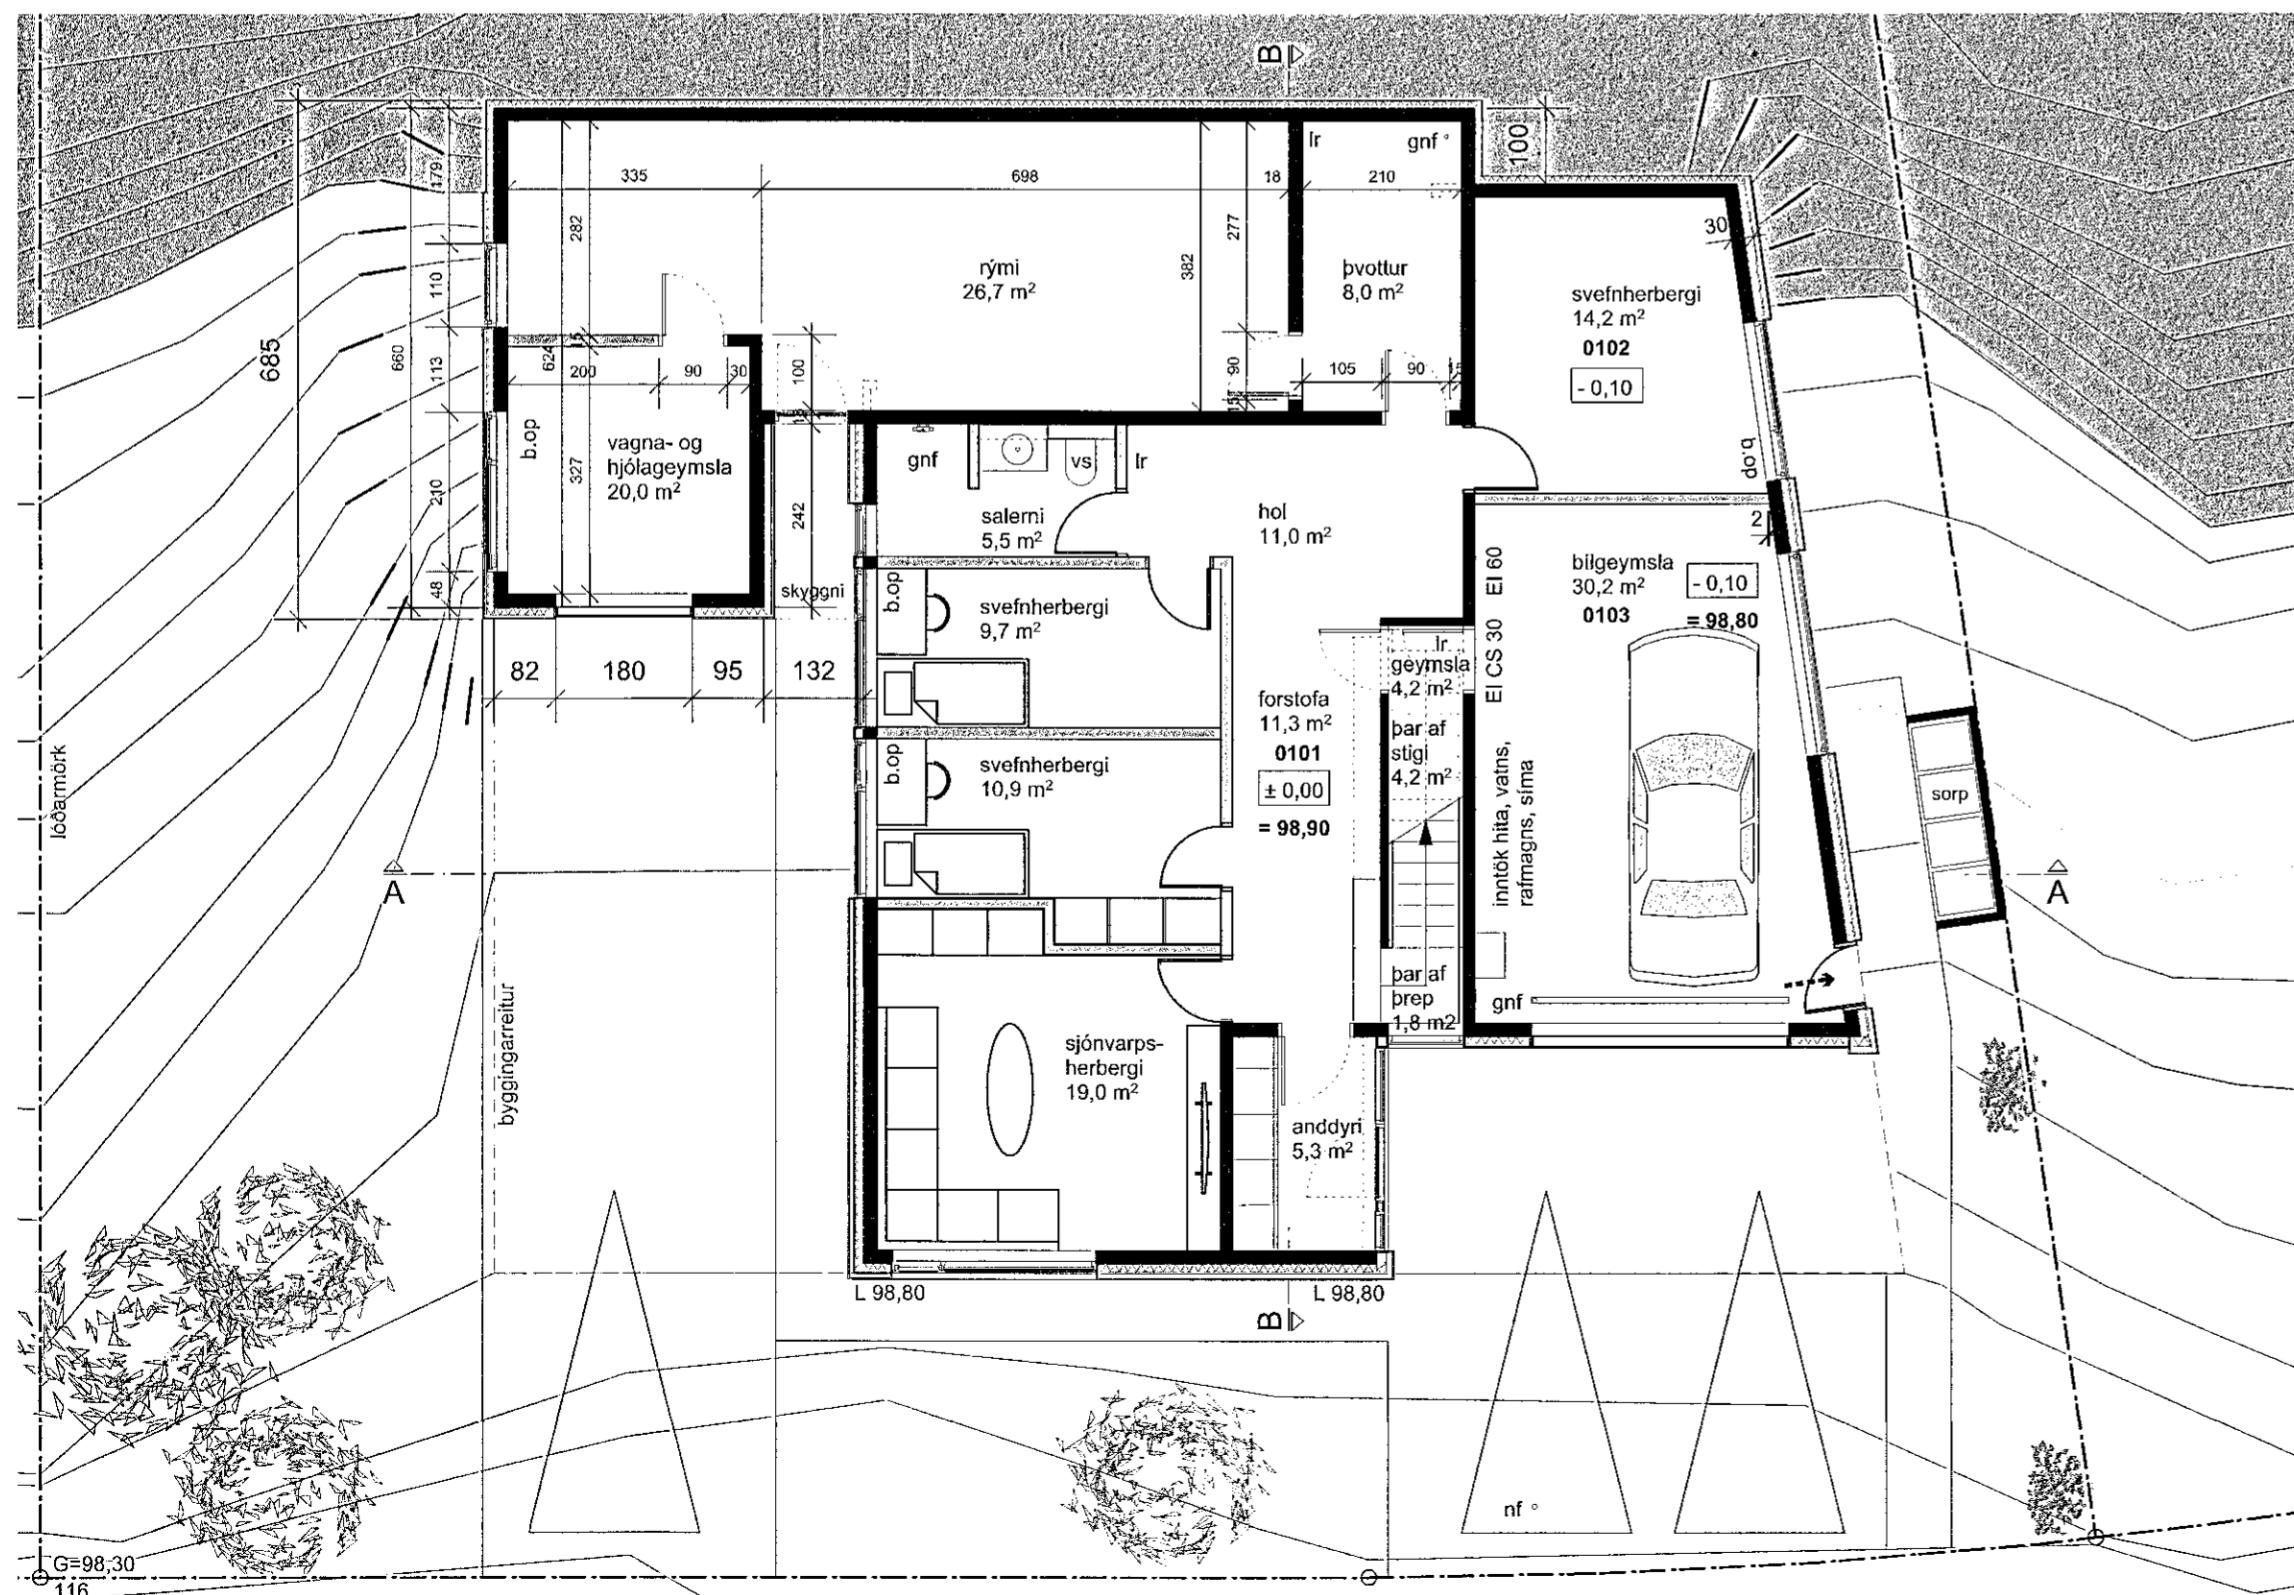 B
100
179
335
698
18
210
lr
gnf
282
277
382
30
rými
26,7 m²
þvottur
8,0 m²
svefnherbergi
14,2 m²
0102
- 0,10
110
685
660
113
624
15
200
90
30
100
90
15
105
90
15
18
b.op
vagna- og
hjólageymsla
20,0 m²
327
210
48
242
gnf
vs
lr
salerni
5,5 m²
hol
11,0 m²
b.op
2
skyggni
b.op
svefnherbergi
9,7 m²
EI CS 30 EI 60
bílgeymsla
30,2 m²
0103
- 0,10
= 98,80
82
180
95
132
lr
geymsla
4,2 m²
forstofa
11,3 m²
0101
± 0,00
= 98,90
þar af
stigi
4,2 m²
b.op
svefnherbergi
10,9 m²
inntök hita, vatns,
rafmagns, síma
sorp
lóðarmörk
A
A
byggingarreitur
þar af
þrep
1,8 m2
gnf
sjónvarps-
herbergi
19,0 m²
anddyri
5,3 m²
L 98,80
L 98,80
B
nf
G=98,30
116